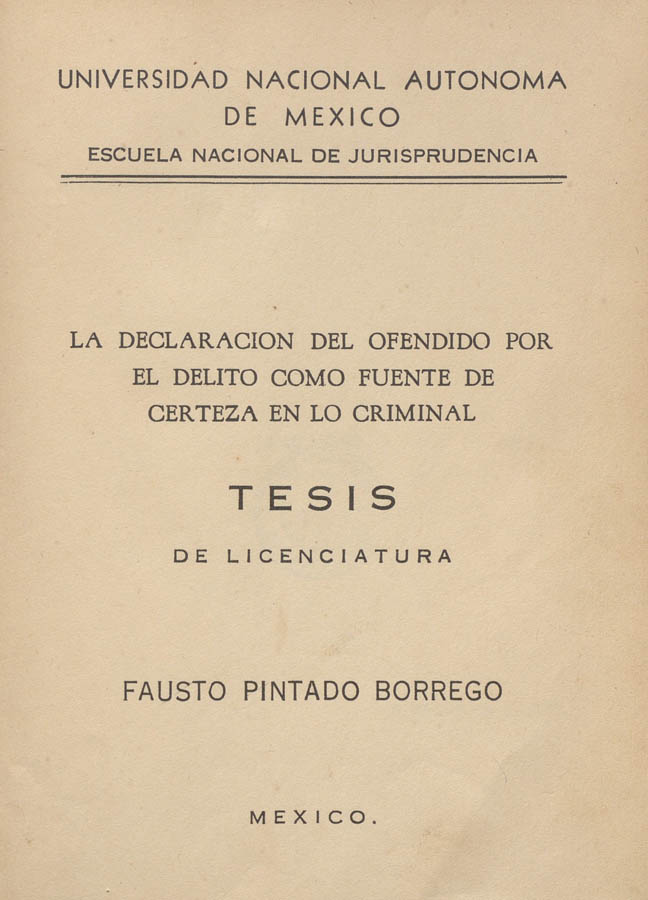 UNIVERSIDAD NACIONAL AUTONOMA
DE MEXICO
ESCUELA NACIONAL DE JURISPRUDENCIA
LA DECLARACION DEL OFENDIDO POR
EL DELITO COMO FUENTE DE
CERTEZA EN LO CRIMINAL
TESIS
DE LICENCIATURA
FAUSTO PINTADO BORREGO
MEXICO.